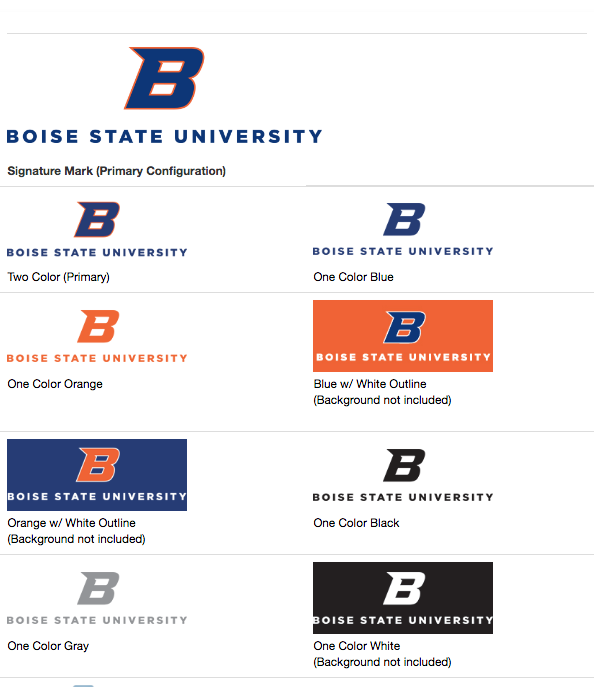 B
BOISE STATE UNIVERSITY
Signature Mark (Primary Configuration)
B
BOISE STATE UNIVERSITY
Two Color (Primary)
B
BOISE STATE UNIVERSITY
One Color Blue
B
BOISE STATE UNIVERSITY
One Color Orange
B
BOISE STATE UNIVERSITY
Blue w/ White Outline
(Background not included)
B
BOISE STATE UNIVERSITY
Orange w/ White Outline
(Background not included)
B
BOISE STATE UNIVERSITY
One Color Black
B
BOISE STATE UNIVERSITY
One Color Gray
B
BOISE STATE UNIVERSITY
One Color White
(Background not included)